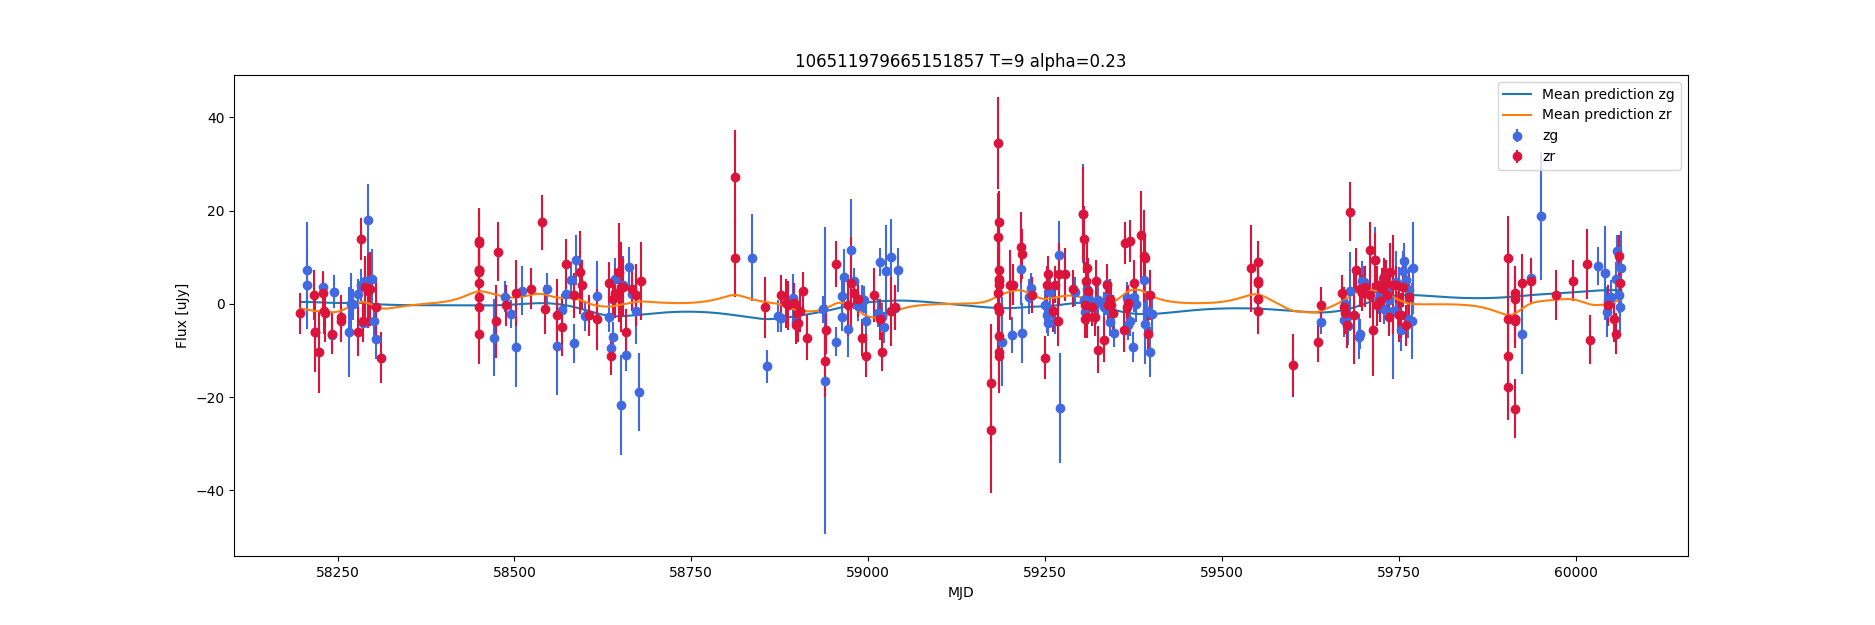 106511979665151857 T=9 alpha=0.23
Mean prediction zg
Mean prediction zr
zg
zr
Flux [uJy]
40
20
0
−20
−40
58250 58500 58750 59000 59250 59500 59750 60000
MJD